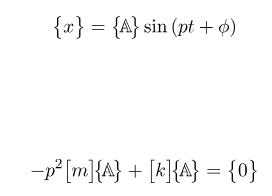 {x} = {𝔸} sin (pt + ϕ)
−p²[m]{𝔸} + [k]{𝔸} = {0}